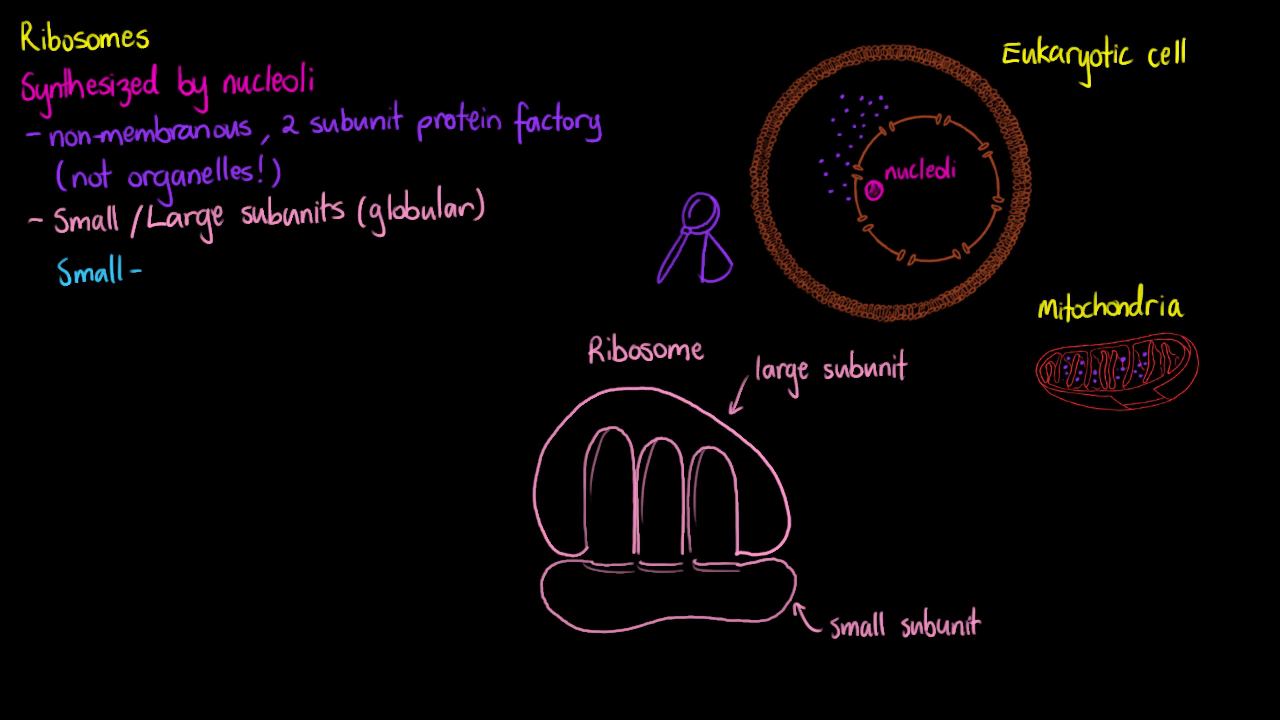 Ribosomes
Synthesized by nucleoli
- non-membranous, 2 subunit protein factory
(not organelles!)
- Small /Large subunits (globular)
Small -
Eukaryotic cell
nucleoli
Mitochondria
Ribosome
large subunit
small subunit